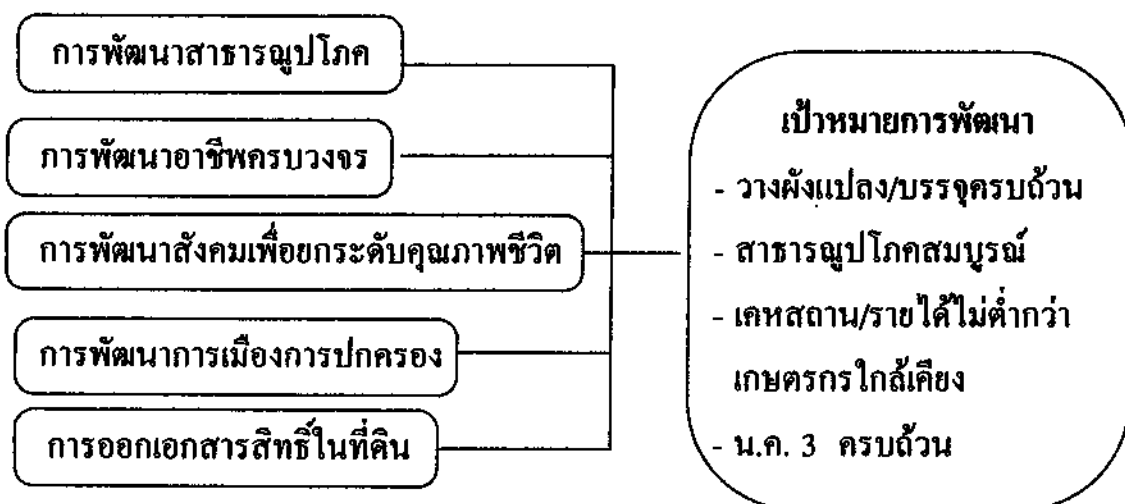 การพัฒนาสาธารณูปโภค
การพัฒนาอาชีพครบวงจร
การพัฒนาสังคมเพื่อยกระดับคุณภาพชีวิต
การพัฒนาการเมืองการปกครอง
การออกเอกสารสิทธิ์ในที่ดิน
เป้าหมายการพัฒนา
- วางผังแปลง/บรรจุครบถ้วน
- สาธารณูปโภคสมบูรณ์
- เคหสถาน/รายได้ไม่ต่ำกว่า
เกษตรกรใกล้เคียง
- น.ค. 3 ครบถ้วน